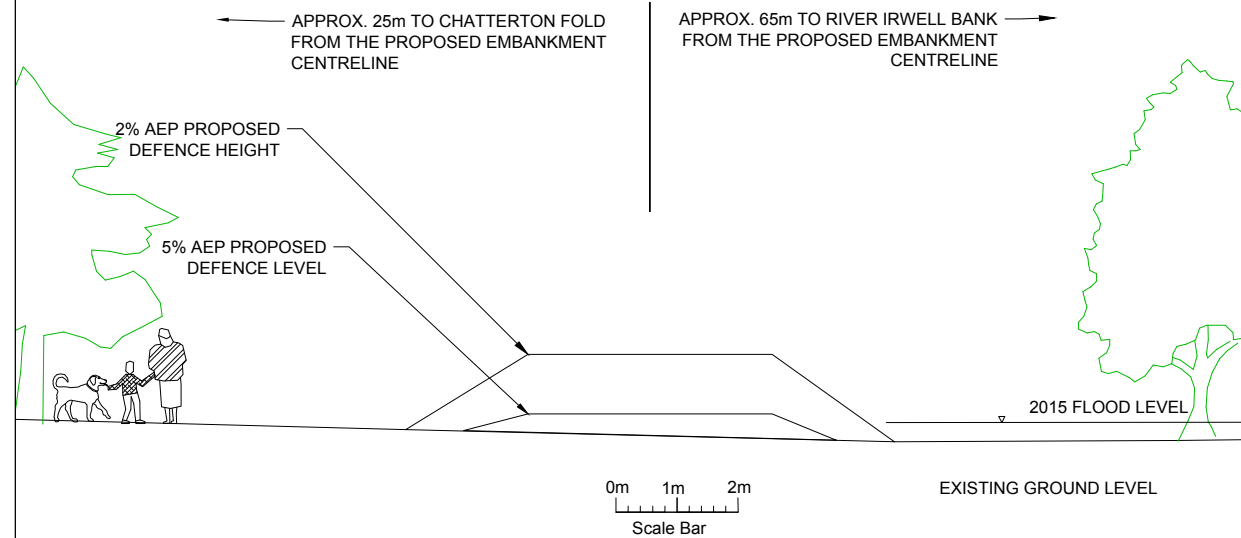 APPROX. 25m TO CHATTERTON FOLD
FROM THE PROPOSED EMBANKMENT
CENTRELINE
APPROX. 65m TO RIVER IRWELL BANK
FROM THE PROPOSED EMBANKMENT
CENTRELINE
2% AEP PROPOSED
DEFENCE HEIGHT
5% AEP PROPOSED
DEFENCE LEVEL
2015 FLOOD LEVEL
EXISTING GROUND LEVEL
0m 1m 2m
Scale Bar